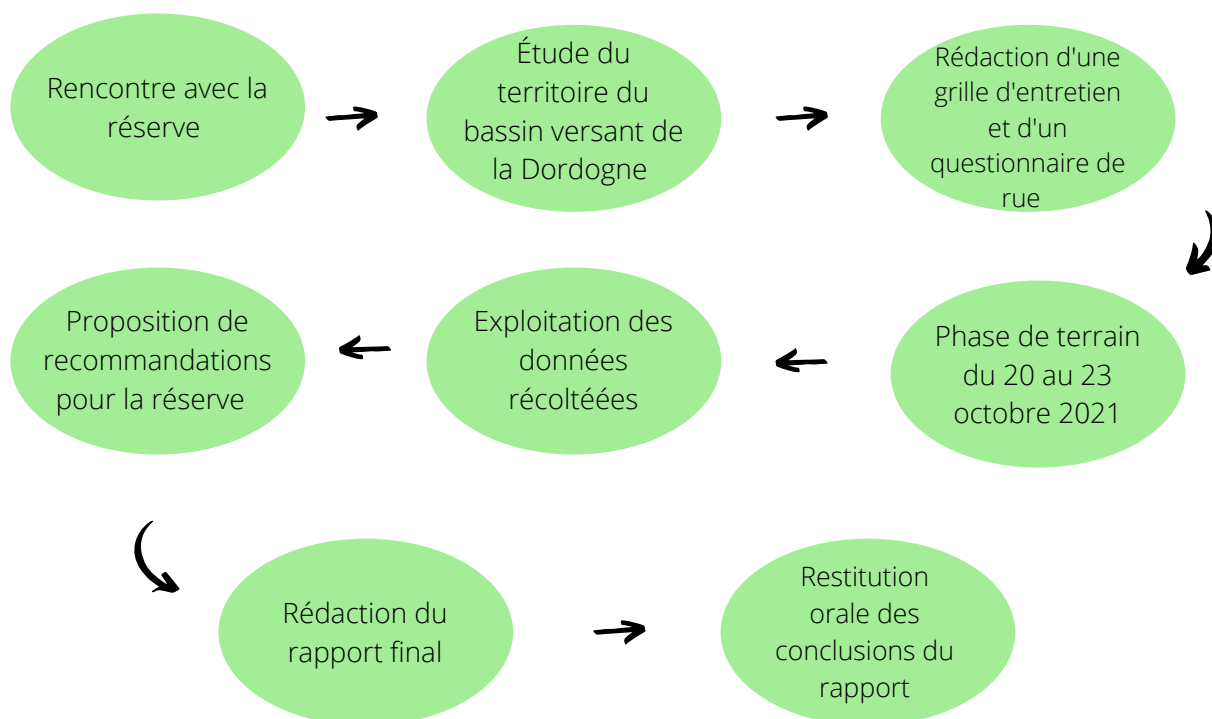 Rencontre avec la
réserve
Étude du
territoire du
bassin versant de
la Dordogne
Rédaction d'une
grille d'entretien
et d'un
questionnaire de
rue
Phase de terrain
du 20 au 23
octobre 2021
Exploitation des
données
récoltéées
Proposition de
recommandations
pour la réserve
Rédaction du
rapport final
Restitution
orale des
conclusions du
rapport